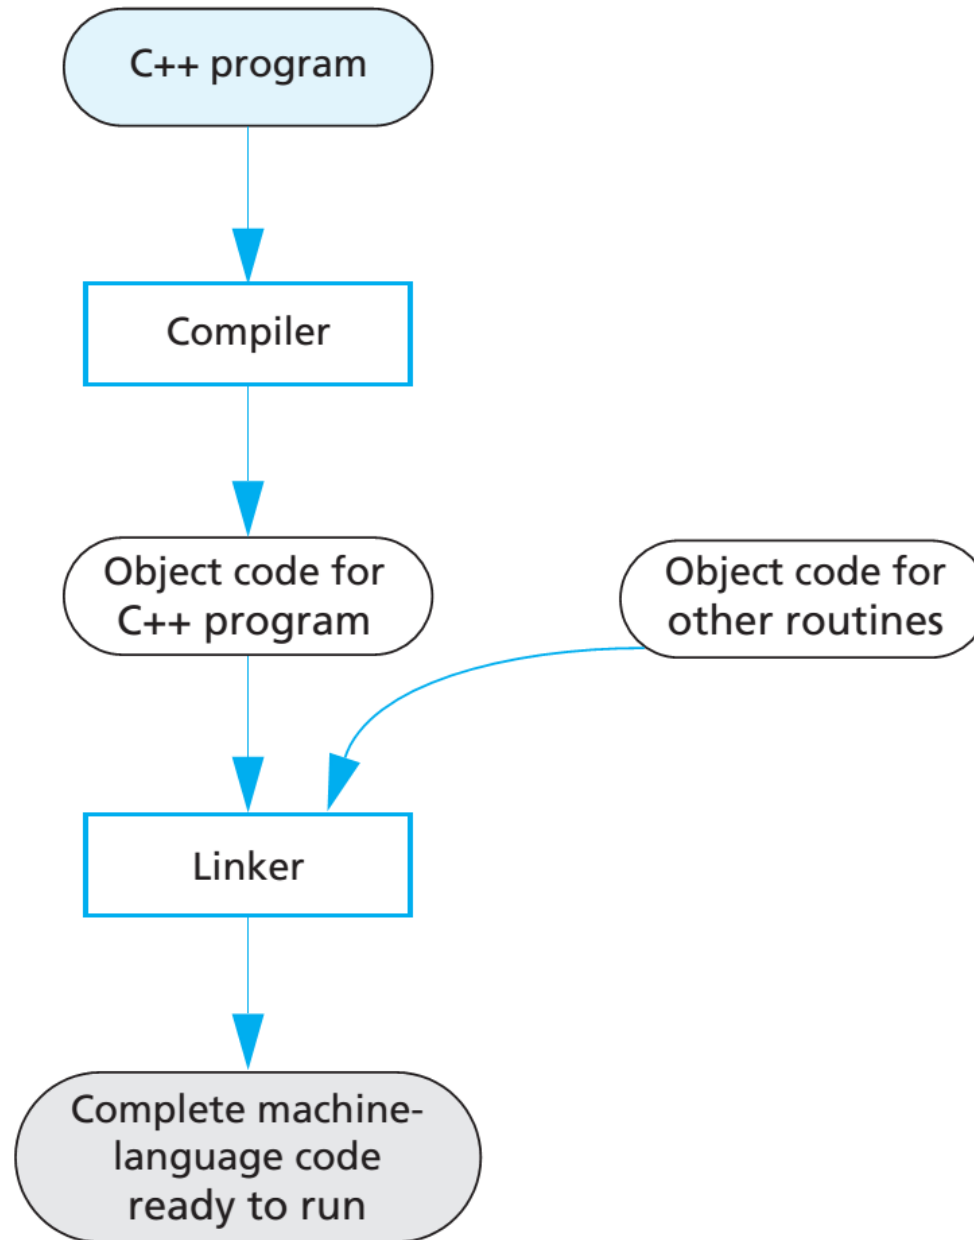 C++ program
Compiler
Object code for
C++ program
Object code for
other routines
Linker
Complete machine-
language code
ready to run